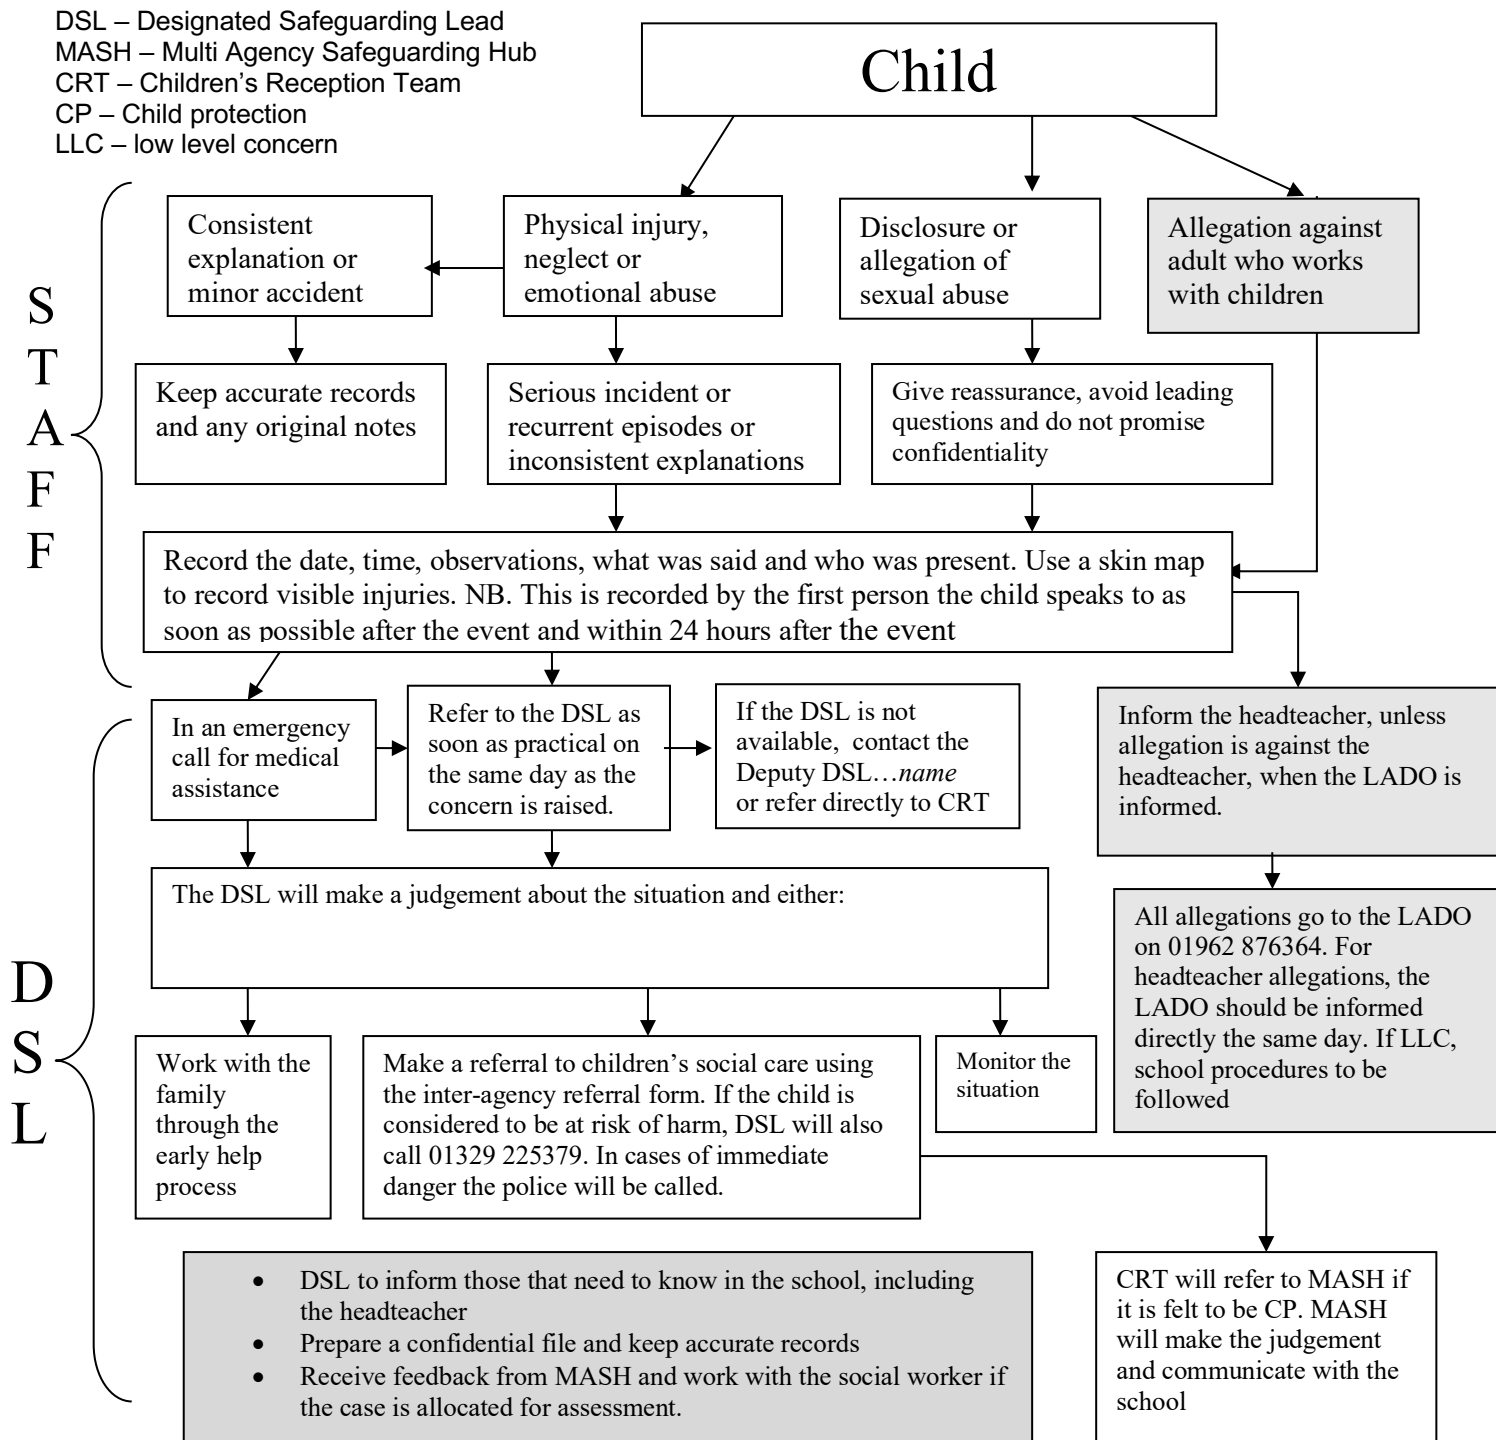 DSL – Designated Safeguarding Lead
MASH – Multi Agency Safeguarding Hub
CRT – Children's Reception Team
CP – Child protection
LLC – low level concern
Child
S
T
A
F
F
Consistent
explanation or
minor accident
Physical injury,
neglect or
emotional abuse
Disclosure or
allegation of
sexual abuse
Allegation against
adult who works
with children
Keep accurate records
and any original notes
Serious incident or
recurrent episodes or
inconsistent explanations
Give reassurance, avoid leading
questions and do not promise
confidentiality
Record the date, time, observations, what was said and who was present. Use a skin map
to record visible injuries. NB. This is recorded by the first person the child speaks to as
soon as possible after the event and within 24 hours after the event
D
S
L
In an emergency
call for medical
assistance
Refer to the DSL as
soon as practical on
the same day as the
concern is raised.
If the DSL is not
available, contact the
Deputy DSL…name
or refer directly to CRT
Inform the headteacher, unless
allegation is against the
headteacher, when the LADO is
informed.
The DSL will make a judgement about the situation and either:
All allegations go to the LADO
on 01962 876364. For
headteacher allegations, the
LADO should be informed
directly the same day. If LLC,
school procedures to be
followed
Work with the
family
through the
early help
process
Make a referral to children's social care using
the inter-agency referral form. If the child is
considered to be at risk of harm, DSL will also
call 01329 225379. In cases of immediate
danger the police will be called.
Monitor the
situation
• DSL to inform those that need to know in the school, including
the headteacher
• Prepare a confidential file and keep accurate records
• Receive feedback from MASH and work with the social worker if
the case is allocated for assessment.
CRT will refer to MASH if
it is felt to be CP. MASH
will make the judgement
and communicate with the
school